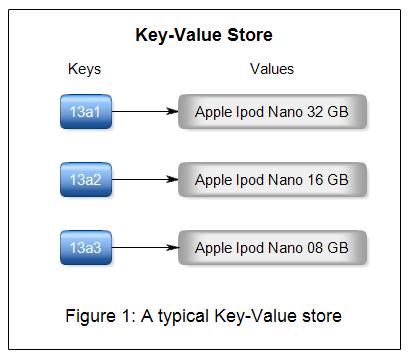 Key-Value Store
Keys Values
13a1 Apple Ipod Nano 32 GB
13a2 Apple Ipod Nano 16 GB
13a3 Apple Ipod Nano 08 GB
Figure 1: A typical Key-Value store